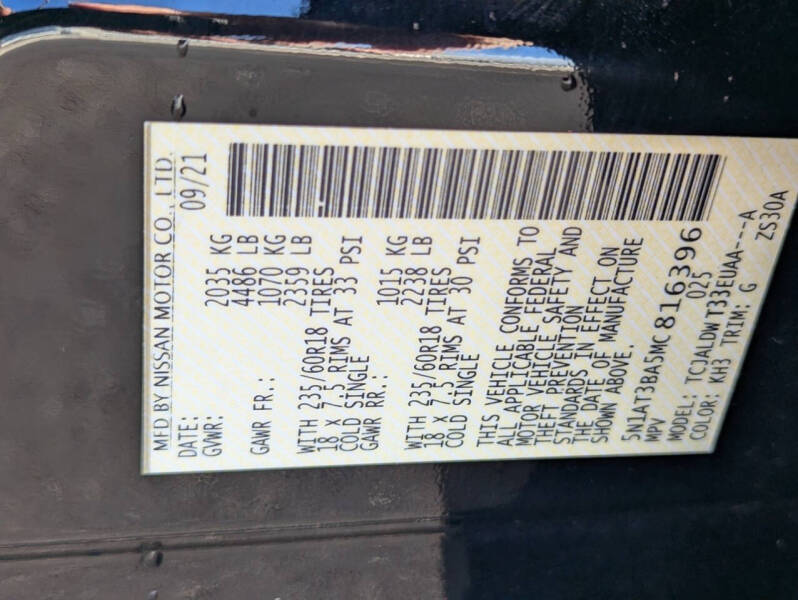 MFD BY NISSAN MOTOR CO., LTD.
DATE: 09/21
GVWR: 2035 KG
4486 LB
GAWR FR.: 1070 KG
2359 LB
WITH 235/60R18 TIRES
18 X 7.5 RIMS AT 33 PSI
COLD SINGLE
GAWR RR.: 1015 KG
2238 LB
WITH 235/60R18 TIRES
18 X 7.5 RIMS AT 30 PSI
COLD SINGLE
THIS VEHICLE CONFORMS TO
ALL APPLICABLE FEDERAL
MOTOR VEHICLE SAFETY AND
THEFT PREVENTION
STANDARDS IN EFFECT ON
THE DATE OF MANUFACTURE
SHOWN ABOVE.
5N1AT3BA5MC816396
MPV 025
MODEL: TCJALDWT33EUAA---A
COLOR: KH3 TRIM: G ZS30A